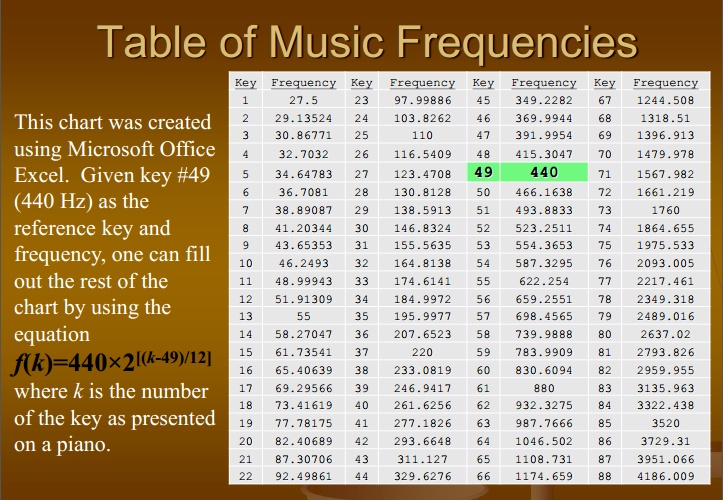 Table of Music Frequencies
This chart was created
using Microsoft Office
Excel. Given key #49
(440 Hz) as the
reference key and
frequency, one can fill
out the rest of the
chart by using the
equation
f(k)=440×2[(k-49)/12]
where k is the number
of the key as presented
on a piano.
Key Frequency Key Frequency Key Frequency Key Frequency
1 27.5 23 97.99886 45 349.2282 67 1244.508
2 29.13524 24 103.8262 46 369.9944 68 1318.51
3 30.86771 25 110 47 391.9954 69 1396.913
4 32.7032 26 116.5409 48 415.3047 70 1479.978
5 34.64783 27 123.4708 49 440 71 1567.982
6 36.7081 28 130.8128 50 466.1638 72 1661.219
7 38.89087 29 138.5913 51 493.8833 73 1760
8 41.20344 30 146.8324 52 523.2511 74 1864.655
9 43.65353 31 155.5635 53 554.3653 75 1975.533
10 46.2493 32 164.8138 54 587.3295 76 2093.005
11 48.99943 33 174.6141 55 622.254 77 2217.461
12 51.91309 34 184.9972 56 659.2551 78 2349.318
13 55 35 195.9977 57 698.4565 79 2489.016
14 58.27047 36 207.6523 58 739.9888 80 2637.02
15 61.73541 37 220 59 783.9909 81 2793.826
16 65.40639 38 233.0819 60 830.6094 82 2959.955
17 69.29566 39 246.9417 61 880 83 3135.963
18 73.41619 40 261.6256 62 932.3275 84 3322.438
19 77.78175 41 277.1826 63 987.7666 85 3520
20 82.40689 42 293.6648 64 1046.502 86 3729.31
21 87.30706 43 311.127 65 1108.731 87 3951.066
22 92.49861 44 329.6276 66 1174.659 88 4186.009